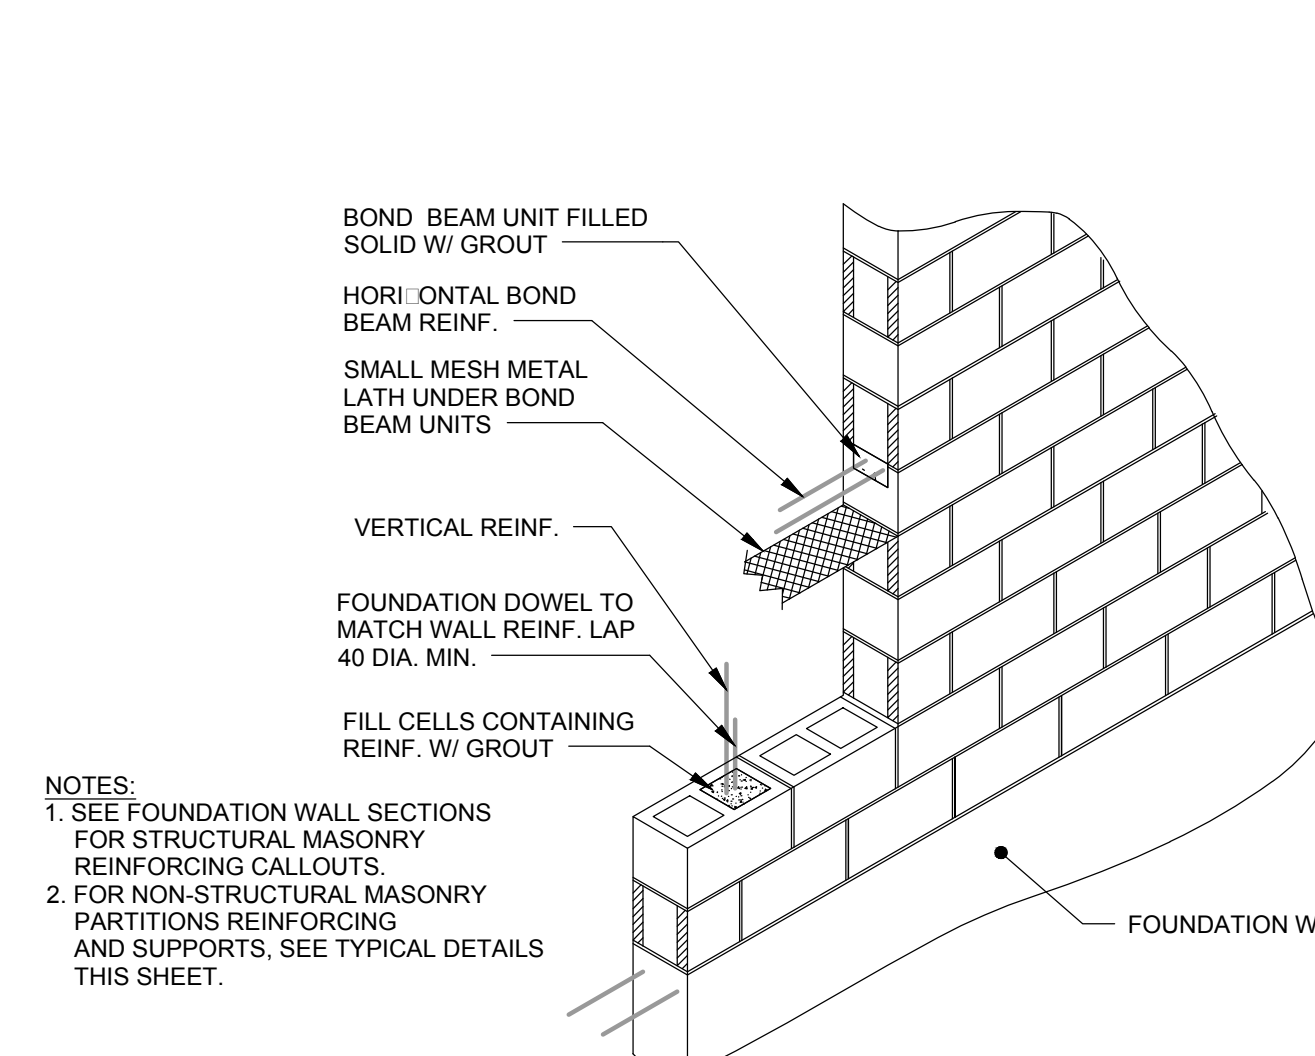 BOND BEAM UNIT FILLED
SOLID W/ GROUT
HORI□ONTAL BOND
BEAM REINF.
SMALL MESH METAL
LATH UNDER BOND
BEAM UNITS
VERTICAL REINF.
FOUNDATION DOWEL TO
MATCH WALL REINF. LAP
40 DIA. MIN.
FILL CELLS CONTAINING
REINF. W/ GROUT
NOTES:
1. SEE FOUNDATION WALL SECTIONS
FOR STRUCTURAL MASONRY
REINFORCING CALLOUTS.
2. FOR NON-STRUCTURAL MASONRY
PARTITIONS REINFORCING
AND SUPPORTS, SEE TYPICAL DETAILS
THIS SHEET.
FOUNDATION W